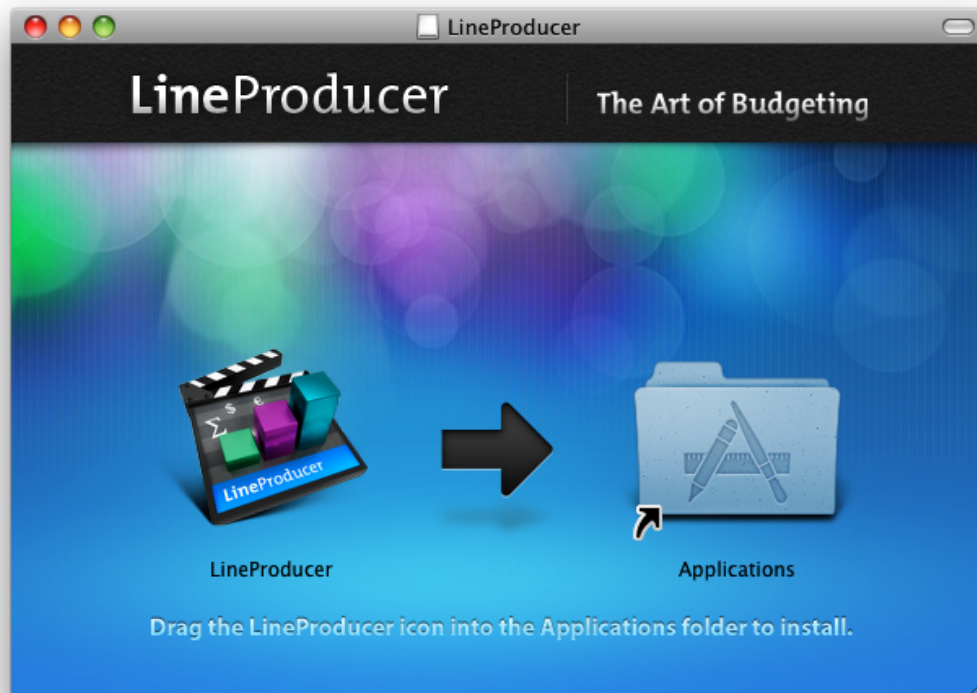 LineProducer
LineProducer
The Art of Budgeting
Σ $ €
LineProducer
LineProducer
Applications
Drag the LineProducer icon into the Applications folder to install.